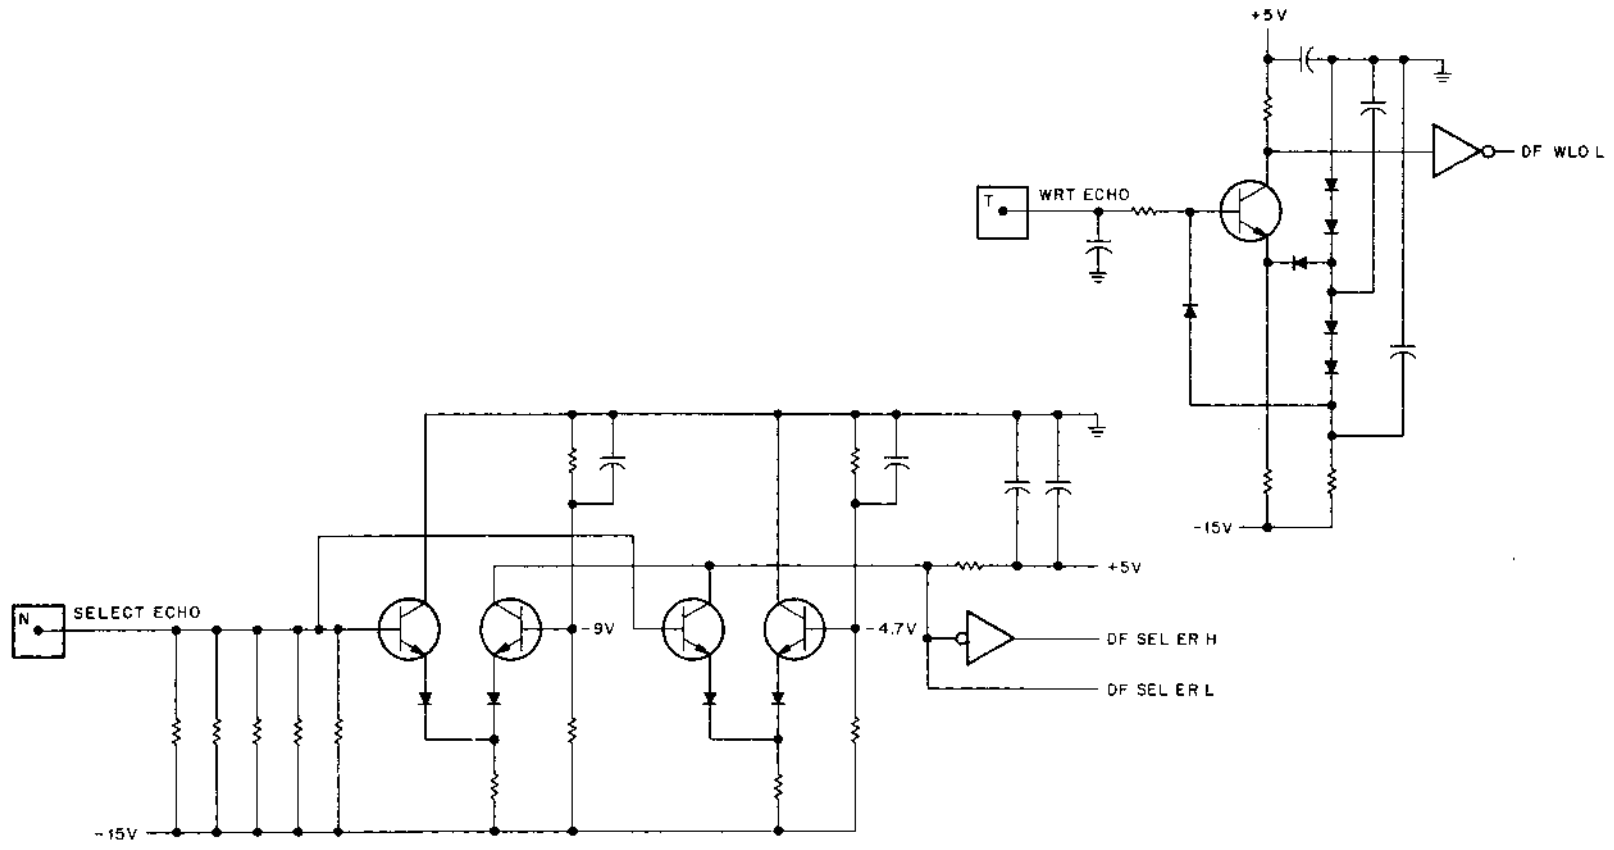 +5V
T
WRT ECHO
DF WLO L
-15V
+5V
N
SELECT ECHO
-9V
-4.7V
DF SEL ER H
DF SEL ER L
-15V